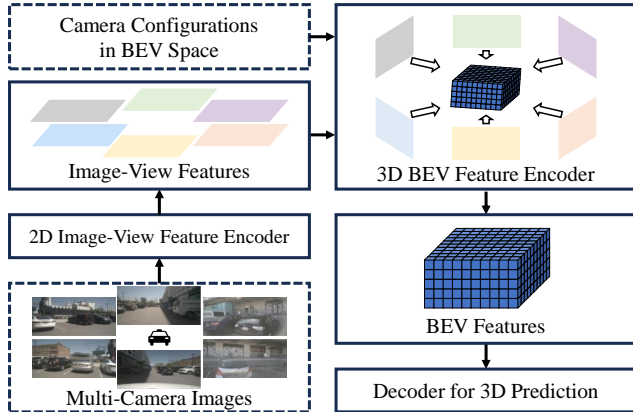 Camera Configurations
in BEV Space
Image-View Features
2D Image-View Feature Encoder
Multi-Camera Images
3D BEV Feature Encoder
BEV Features
Decoder for 3D Prediction